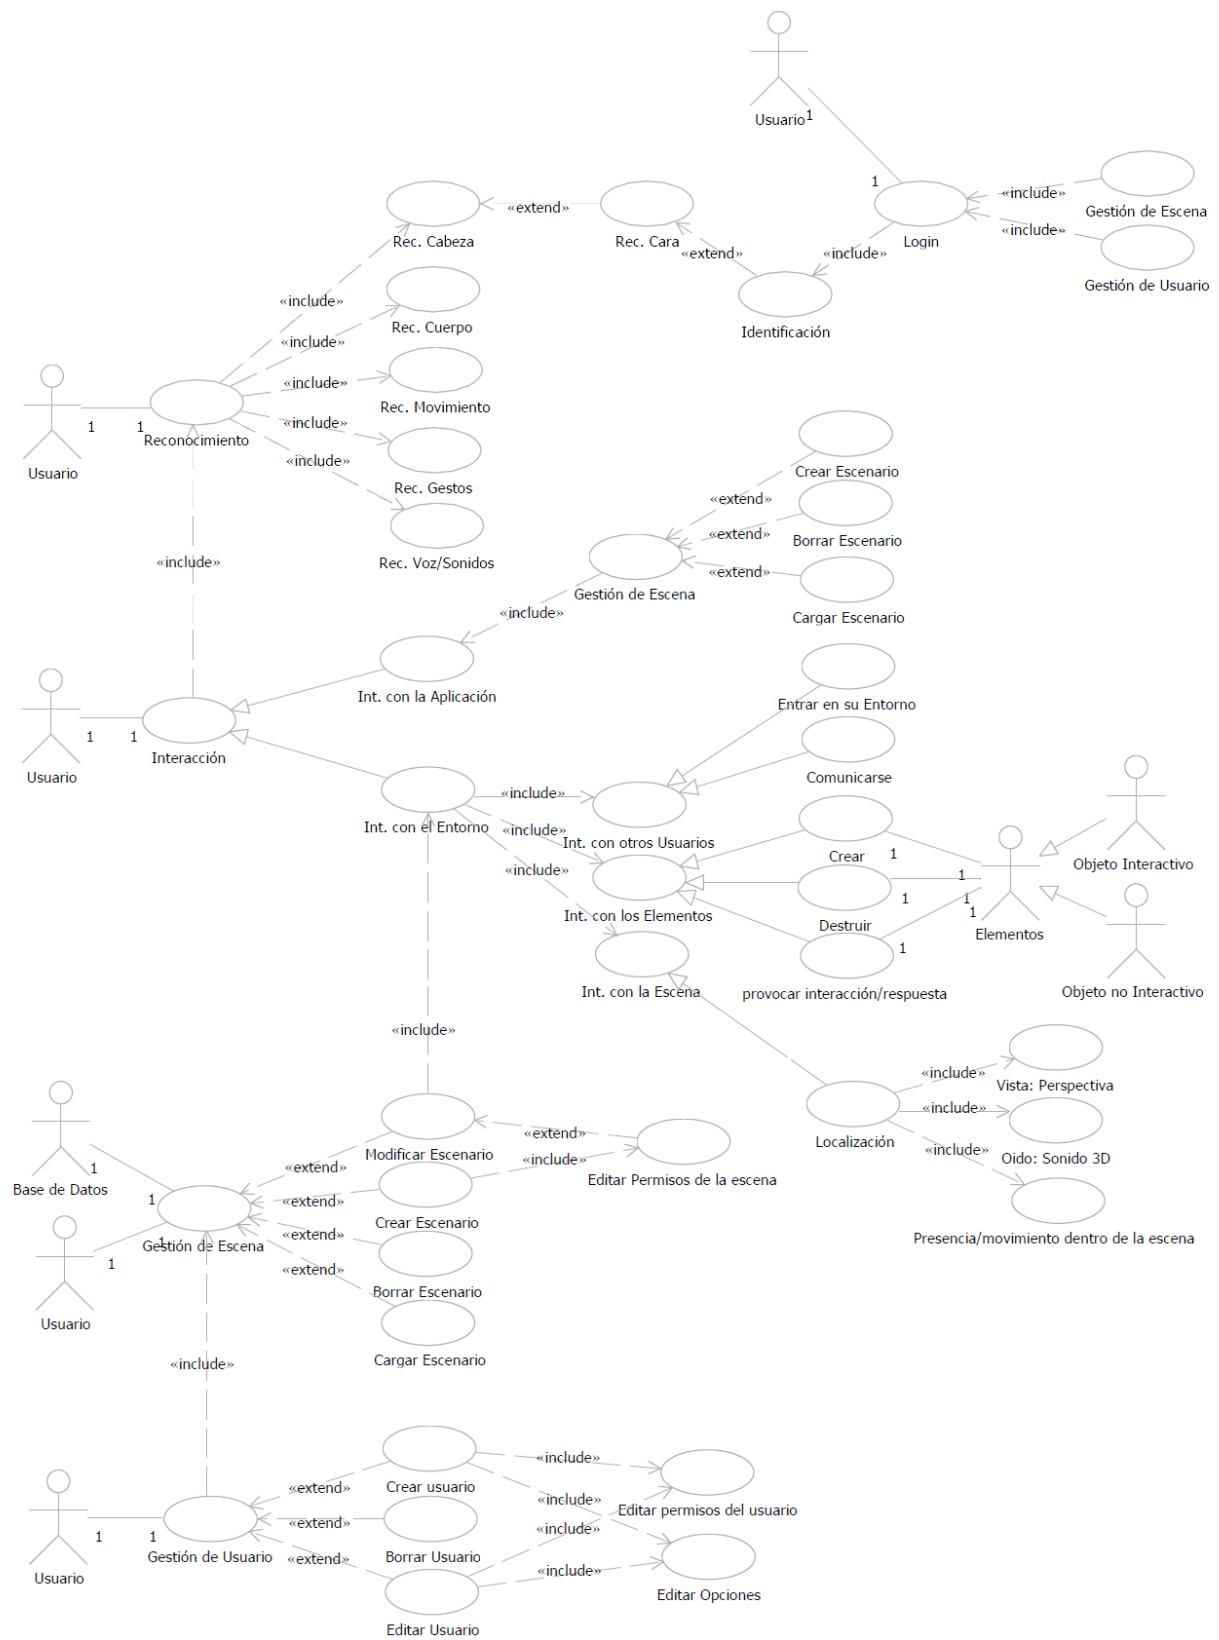 Usuario
1
1
«include»
Gestión de Escena
«include»
Gestión de Usuario
Login
«extend»
Rec. Cabeza
Rec. Cara
«extend»
«include»
Identificación
«include»
Rec. Cuerpo
«include»
«include»
Rec. Movimiento
1
1
Usuario
Reconocimiento
«include»
Rec. Gestos
«include»
Rec. Voz/Sonidos
«include»
Crear Escenario
«extend»
Borrar Escenario
«extend»
«extend»
Cargar Escenario
Gestión de Escena
«include»
Int. con la Aplicación
Entrar en su Entorno
1
1
Usuario
Interacción
Comunicarse
«include»
Int. con el Entorno
«include»
Int. con otros Usuarios
«include»
Int. con los Elementos
Int. con la Escena
Crear
1
1
Destruir
1
1
provocar interacción/respuesta
1
1
Elementos
Objeto Interactivo
Objeto no Interactivo
«include»
«include»
Vista: Perspectiva
«include»
Localización
Oido: Sonido 3D
«include»
Presencia/movimiento dentro de la escena
Base de Datos
1
1
Usuario
1
1
Gestión de Escena
«extend»
Modificar Escenario
«extend»
«include»
Editar Permisos de la escena
«extend»
Crear Escenario
«extend»
Borrar Escenario
«extend»
Cargar Escenario
«include»
Usuario
1
1
Gestión de Usuario
«extend»
Crear usuario
«extend»
Borrar Usuario
«extend»
Editar Usuario
«include»
«include»
Editar permisos del usuario
«include»
«include»
Editar Opciones